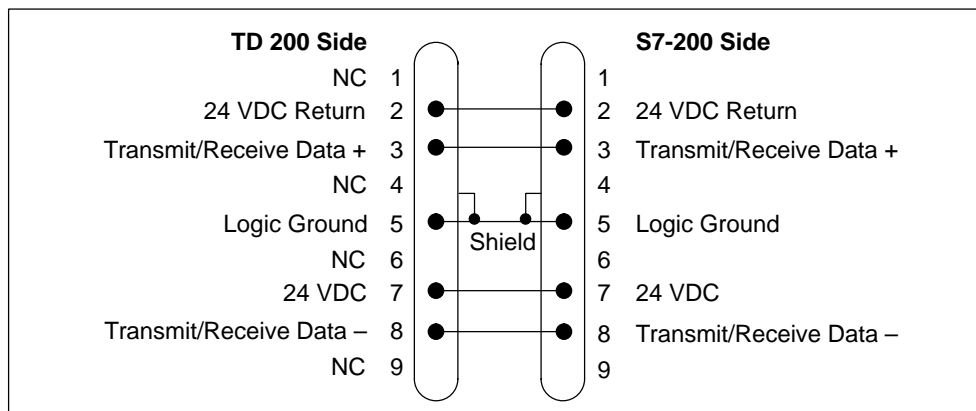 TD 200 Side S7-200 Side
NC 1 1
24 VDC Return 2 2 24 VDC Return
Transmit/Receive Data + 3 3 Transmit/Receive Data +
NC 4 4
Logic Ground 5 Shield 5 Logic Ground
NC 6 6
24 VDC 7 7 24 VDC
Transmit/Receive Data – 8 8 Transmit/Receive Data –
NC 9 9